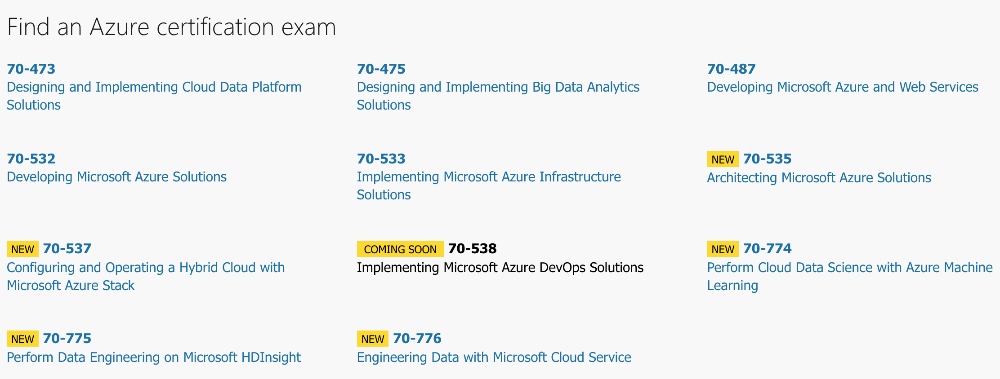 Find an Azure certification exam
70-473
Designing and Implementing Cloud Data Platform
Solutions
70-475
Designing and Implementing Big Data Analytics
Solutions
70-487
Developing Microsoft Azure and Web Services
70-532
Developing Microsoft Azure Solutions
70-533
Implementing Microsoft Azure Infrastructure
Solutions
NEW 70-535
Architecting Microsoft Azure Solutions
NEW 70-537
Configuring and Operating a Hybrid Cloud with
Microsoft Azure Stack
COMING SOON 70-538
Implementing Microsoft Azure DevOps Solutions
NEW 70-774
Perform Cloud Data Science with Azure Machine
Learning
NEW 70-775
Perform Data Engineering on Microsoft HDInsight
NEW 70-776
Engineering Data with Microsoft Cloud Service